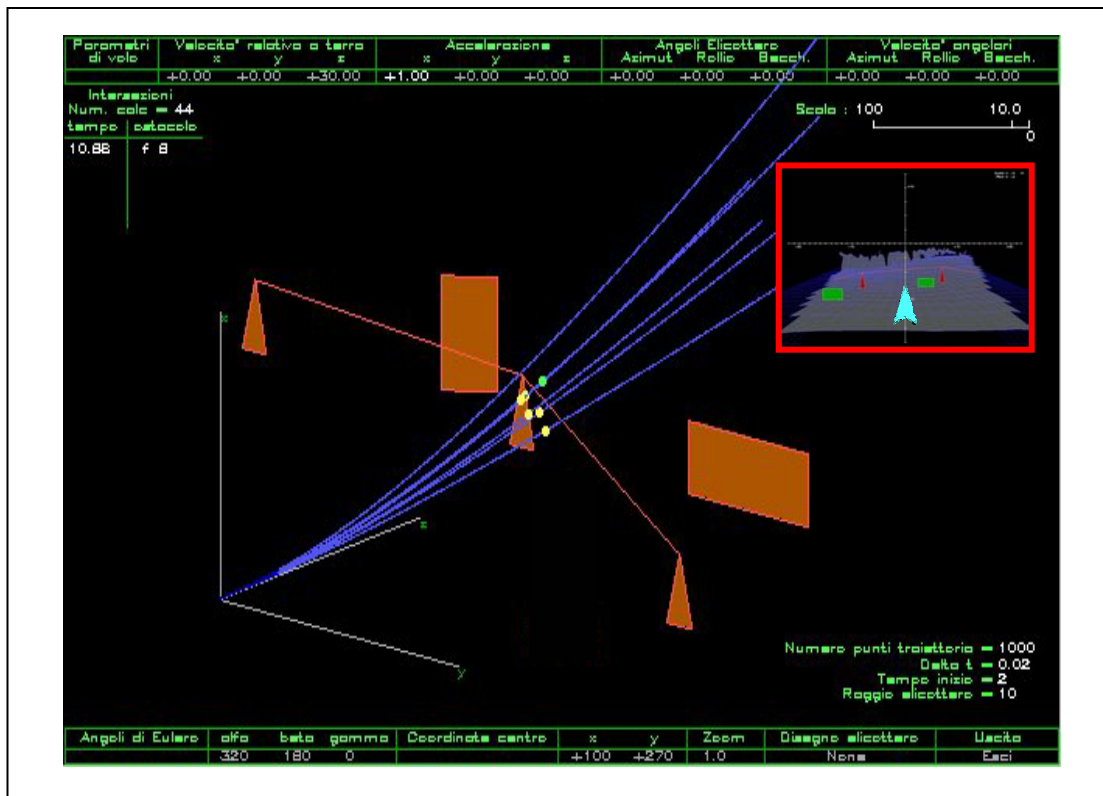 Parametri di volo Velocita' relativa a terra Accelerazione Angoli Elicottero Velocita' angolari
x y z x y z Azimut Rollio Becch. Azimut Rollio Becch.
+0.00 +0.00 +30.00 +1.00 +0.00 +0.00 +0.00 +0.00 +0.00 +0.00 +0.00 +0.00
Intersezioni
Num. calc = 44
tempo ostacolo
10.88 f 8
Scala : 100 10.0
0
x
z
y
Numero punti traiettoria = 1000
Delta t = 0.02
Tempo inizio = 2
Raggio elicottero = 10
Angoli di Eulero alfa beta gamma Coordinate centro x y Zoom Disegno elicottero Uscita
320 180 0 +100 +270 1.0 None Esci